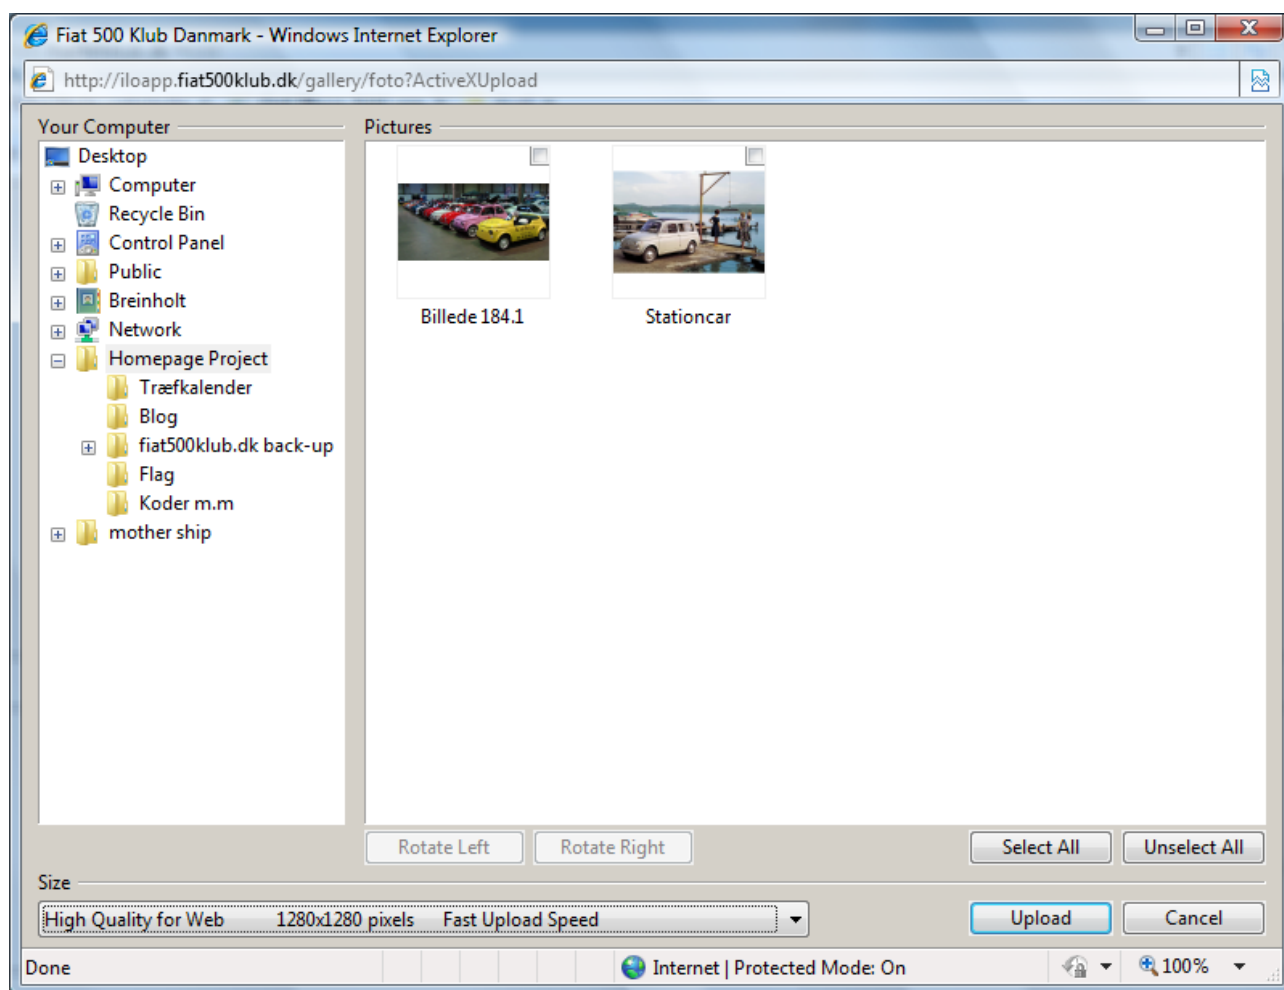 Fiat 500 Klub Danmark - Windows Internet Explorer
http://iloapp.fiat500klub.dk/gallery/foto?ActiveXUpload
Your Computer
Desktop
Computer
Recycle Bin
Control Panel
Public
Breinholt
Network
Homepage Project
Træfkalender
Blog
fiat500klub.dk back-up
Flag
Koder m.m
mother ship
Pictures
Billede 184.1
Stationcar
Rotate Left
Rotate Right
Select All
Unselect All
Size
High Quality for Web 1280x1280 pixels Fast Upload Speed
Upload
Cancel
Done
Internet | Protected Mode: On
100%